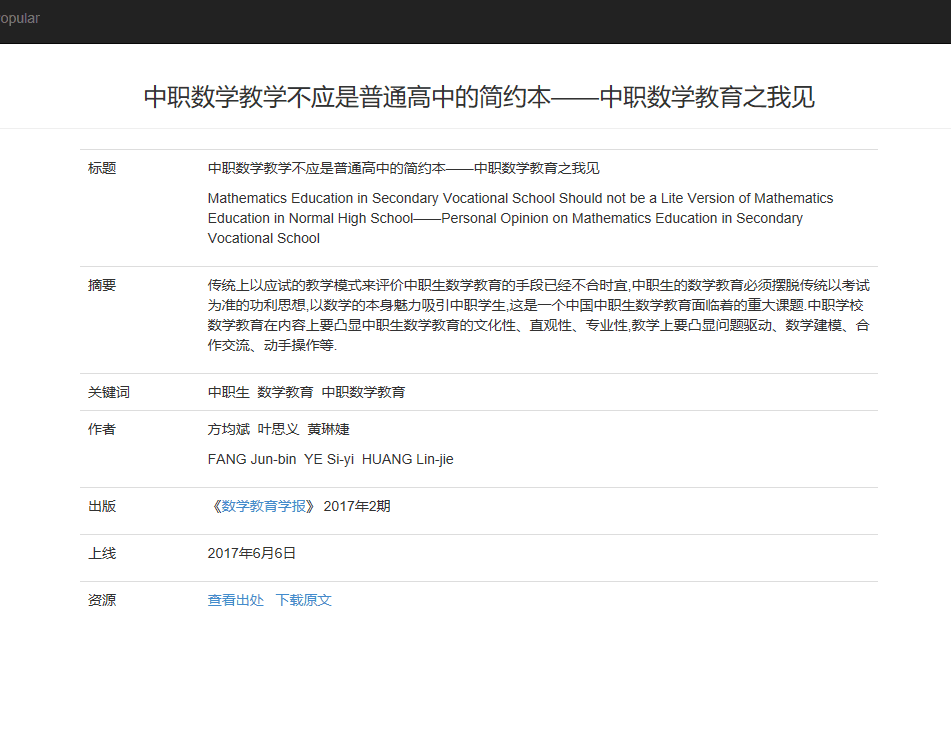 opular
中职数学教学不应是普通高中的简约本——中职数学教育之我见
标题
中职数学教学不应是普通高中的简约本——中职数学教育之我见
Mathematics Education in Secondary Vocational School Should not be a Lite Version of Mathematics
Education in Normal High School——Personal Opinion on Mathematics Education in Secondary
Vocational School
摘要
传统上以应试的教学模式来评价中职生数学教育的手段已经不合时宜,中职生的数学教育必须摆脱传统以考试
为准的功利思想,以数学的本身魅力吸引中职学生,这是一个中国中职生数学教育面临着的重大课题.中职学校
数学教育在内容上要凸显中职生数学教育的文化性、直观性、专业性,教学上要凸显问题驱动、数学建模、合
作交流、动手操作等.
关键词
中职生 数学教育 中职数学教育
作者
方均斌 叶思义 黄琳婕
FANG Jun-bin YE Si-yi HUANG Lin-jie
出版
《数学教育学报》 2017年2期
上线
2017年6月6日
资源
查看出处 下载原文